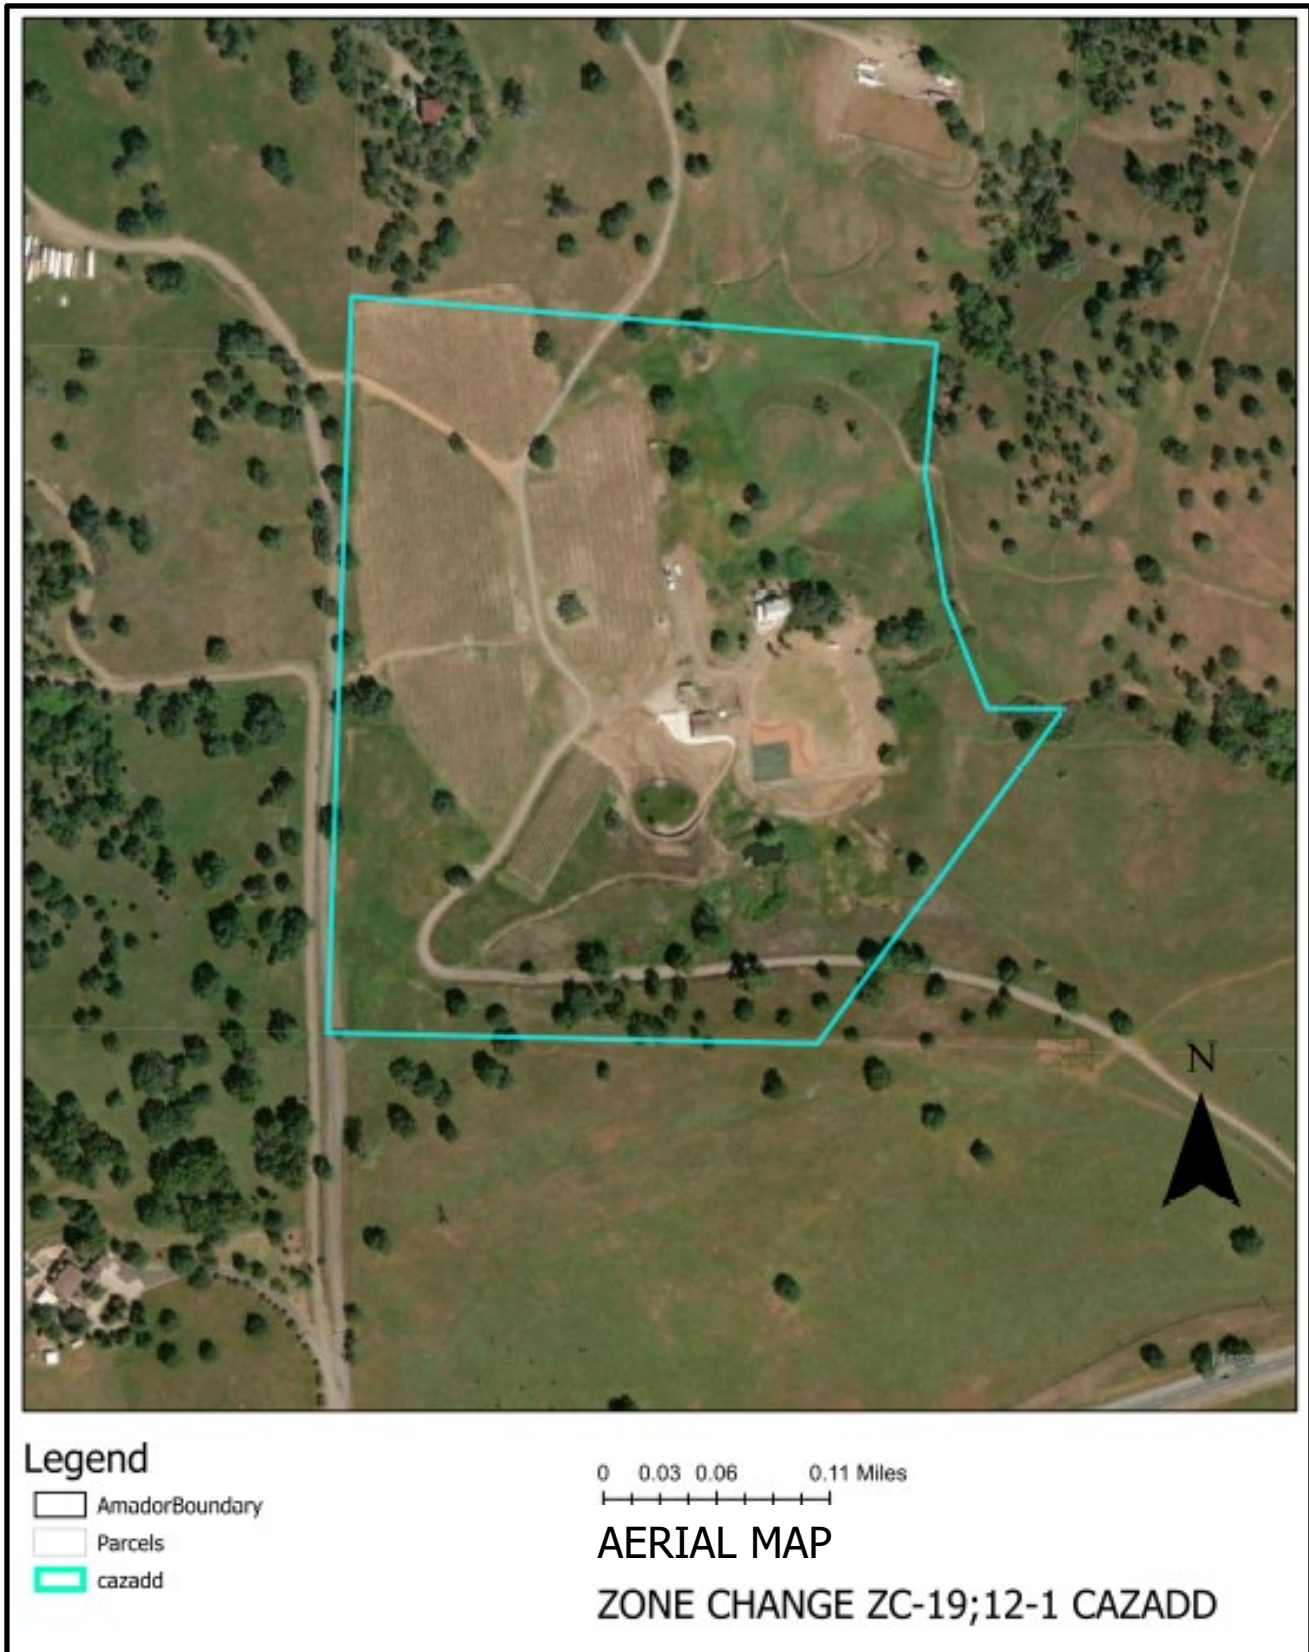 N
Legend
AmadorBoundary
Parcels
cazadd
0 0.03 0.06 0.11 Miles
AERIAL MAP
ZONE CHANGE ZC-19;12-1 CAZADD